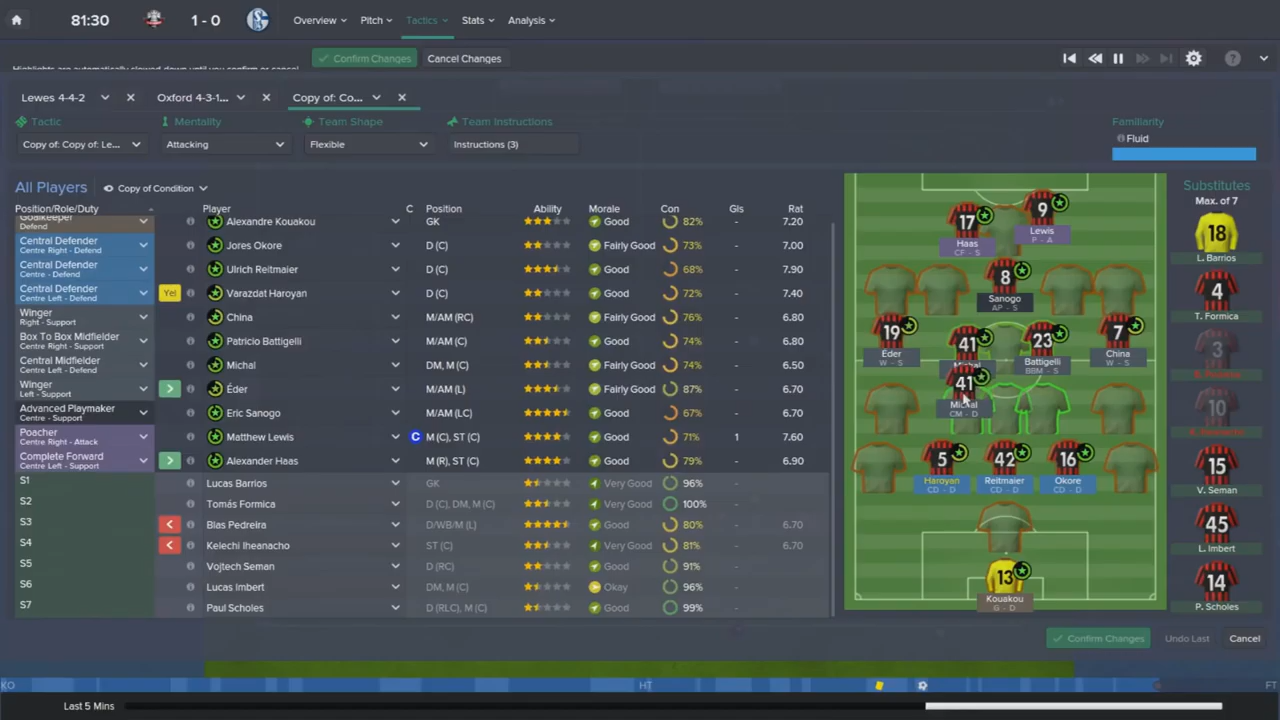 81:30 1 - 0 Overview Pitch Tactics Stats Analysis
Highlights are automatically slowed down until you confirm or cancel
Confirm Changes Cancel Changes
Lewes 4-4-2 Oxford 4-3-1... Copy of: Co...
Tactic Mentality Team Shape Team Instructions Familiarity
Copy of: Copy of: Le... Attacking Flexible Instructions (3) Fluid
All Players Copy of Condition
Position/Role/Duty Player C Position Ability Morale Con Gls Rat
Goalkeeper
Defend
Alexandre Kouakou GK Good 82% - 7.20
Central Defender
Centre Right - Defend
Jores Okore D (C) Fairly Good 73% - 7.00
Central Defender
Centre - Defend
Ulrich Reitmaier D (C) Good 68% - 7.90
Central Defender
Centre Left - Defend
Yel Varazdat Haroyan D (C) Good 72% - 7.40
Winger
Right - Support
China M/AM (RC) Fairly Good 76% - 6.80
Box To Box Midfielder
Centre Right - Support
Patricio Battigelli M/AM (C) Good 74% - 6.80
Central Midfielder
Centre Left - Defend
Michal DM, M (C) Fairly Good 74% - 6.50
Winger
Left - Support
Éder M/AM (L) Fairly Good 87% - 6.70
Advanced Playmaker
Centre - Support
Eric Sanogo M/AM (LC) Good 67% - 6.70
Poacher
Centre Right - Attack
Matthew Lewis C M (C), ST (C) Good 71% 1 7.60
Complete Forward
Centre Left - Support
Alexander Haas M (R), ST (C) Good 79% - 6.90
S1 Lucas Barrios GK Very Good 96% -
S2 Tomás Formica D (C), DM, M (C) Very Good 100% -
S3 Blas Pedreira D/WB/M (L) Good 80% - 6.70
S4 Kelechi Iheanacho ST (C) Very Good 81% - 6.70
S5 Vojtech Seman D (RC) Good 91% -
S6 Lucas Imbert DM, M (C) Okay 96% -
S7 Paul Scholes D (RLC), M (C) Good 99% -
17
Haas
CF - S
9
Lewis
P - A
8
Sanogo
AP - S
19
Éder
W - S
41
23
Battigelli
BBM - S
7
China
W - S
41
Michal
CM - D
5
Haroyan
CD - D
42
Reitmaier
CD - D
16
Okore
CD - D
13
Kouakou
G - D
Substitutes
Max. of 7
18
L. Barrios
4
T. Formica
3
10
15
V. Seman
45
L. Imbert
14
P. Scholes
Confirm Changes Undo Last Cancel
KO HT FT
Last 5 Mins